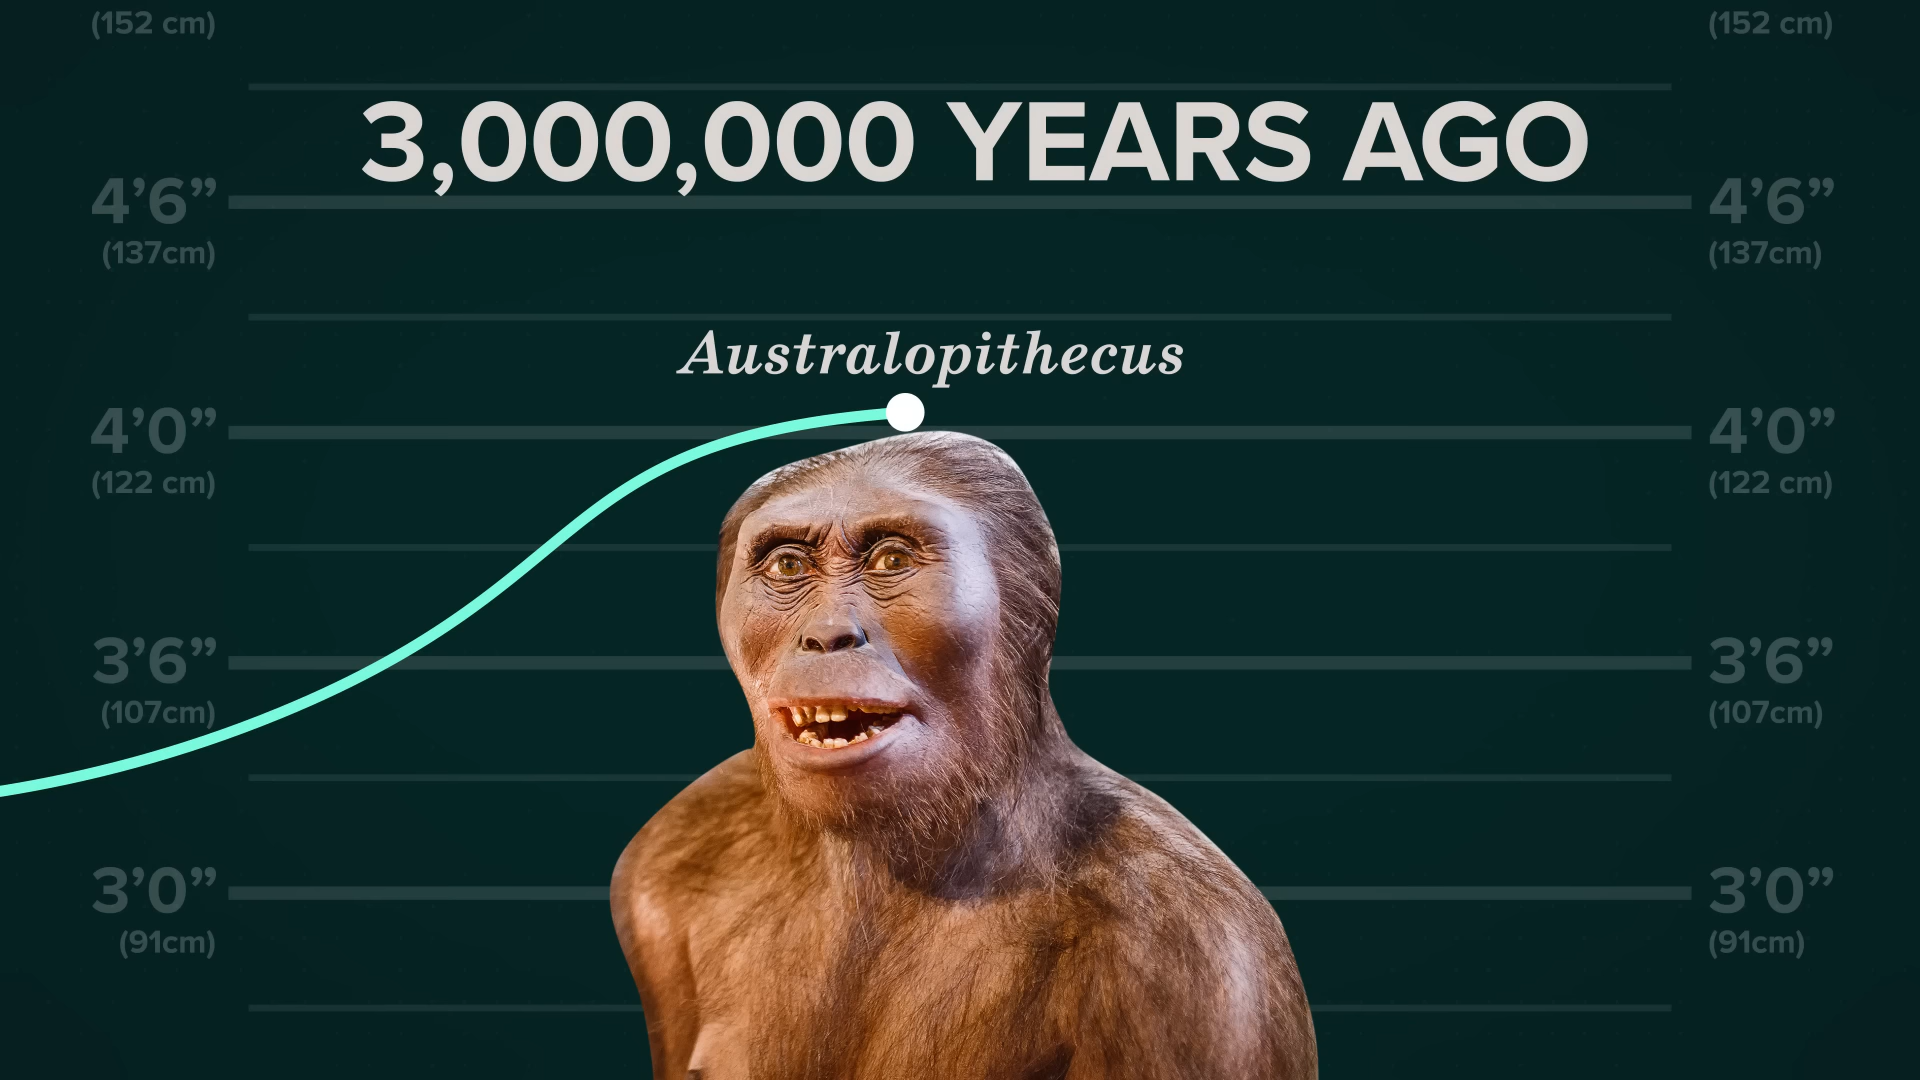 (152 cm) (152 cm)
3,000,000 YEARS AGO
4’6” 4’6”
(137cm) (137cm)
Australopithecus
4’0” 4’0”
(122 cm) (122 cm)
3’6” 3’6”
(107cm) (107cm)
3’0” 3’0”
(91cm) (91cm)